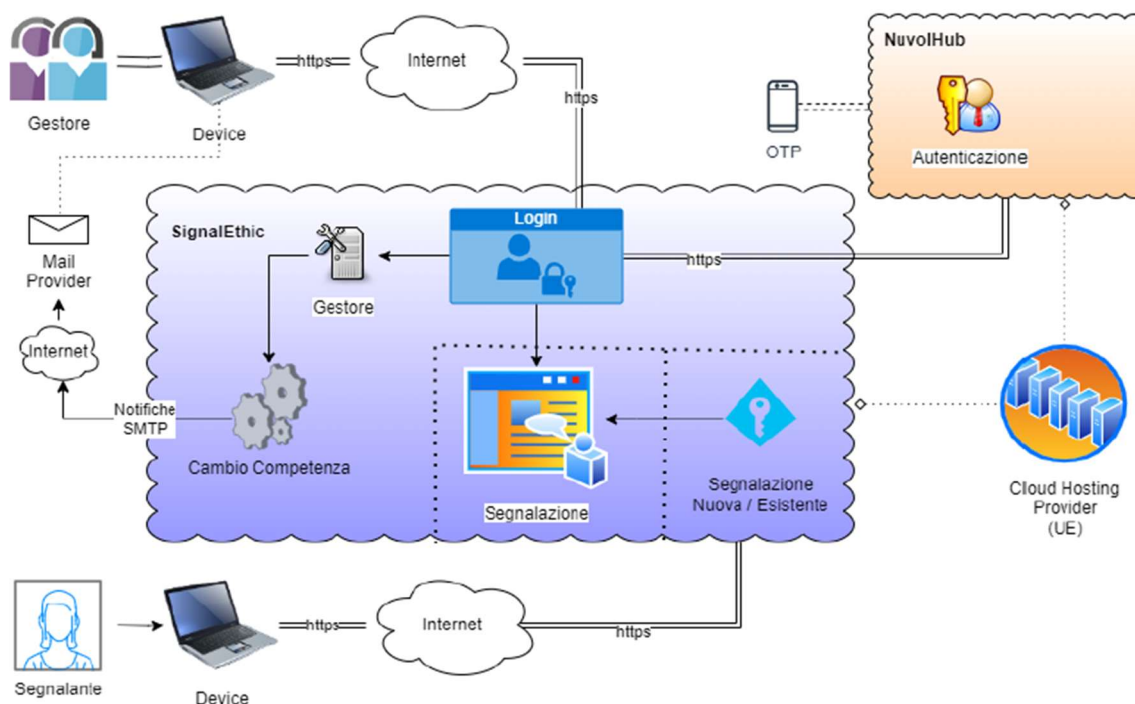 Gestore
Device
https
Internet
https
OTP
NuvolHub
Autenticazione
Mail
Provider
Internet
Notifiche
SMTP
SignalEthic
Login
https
Gestore
Cambio Competenza
Segnalazione
Segnalazione
Nuova / Esistente
Cloud Hosting
Provider
(UE)
Segnalante
Device
https
Internet
https